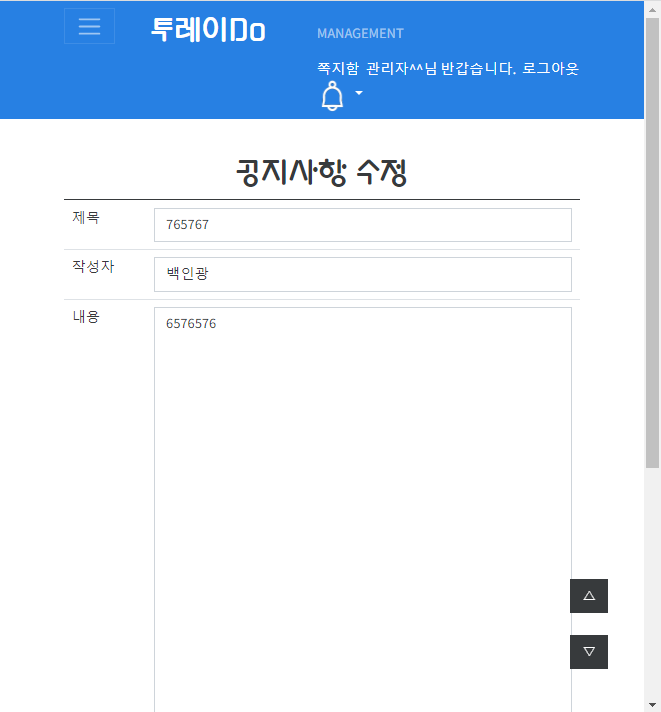 투레이Do
MANAGEMENT
쪽지함 관리자^^님 반갑습니다. 로그아웃
공지사항 수정
제목 765767
작성자 백인광
내용 6576576
△
▽